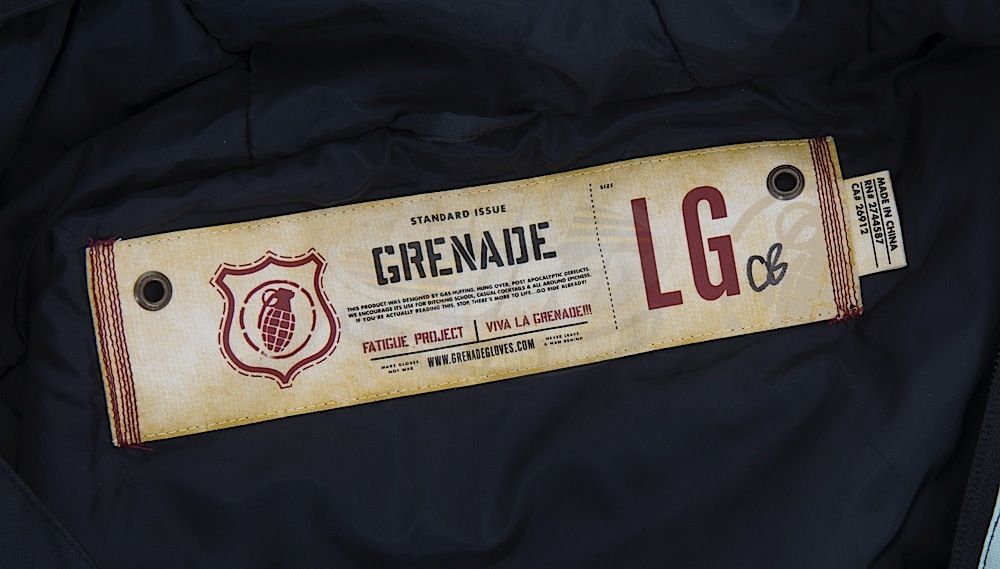 STANDARD ISSUE
GRENADE
THIS PRODUCT WAS DESIGNED BY GAS HUFFING, HUNG OVER, POST APOCALYPTIC DERELICTS.
WE ENCOURAGE ITS USE FOR DITCHING SCHOOL, CASUAL COCKTAILS & ALL AROUND EPICNESS.
IF YOU'RE ACTUALLY READING THIS, STOP, THERE'S MORE TO LIFE...GO RIDE ALREADY!
FATIGUE PROJECT | VIVA LA GRENADE!!!
MAKE GLOVES
NOT WAR
WWW.GRENADEGLOVES.COM
NEVER LEAVE
A MAN BEHIND
SIZE
LG
CB
MADE IN CHINA
RN# 2744587
CA# 26912